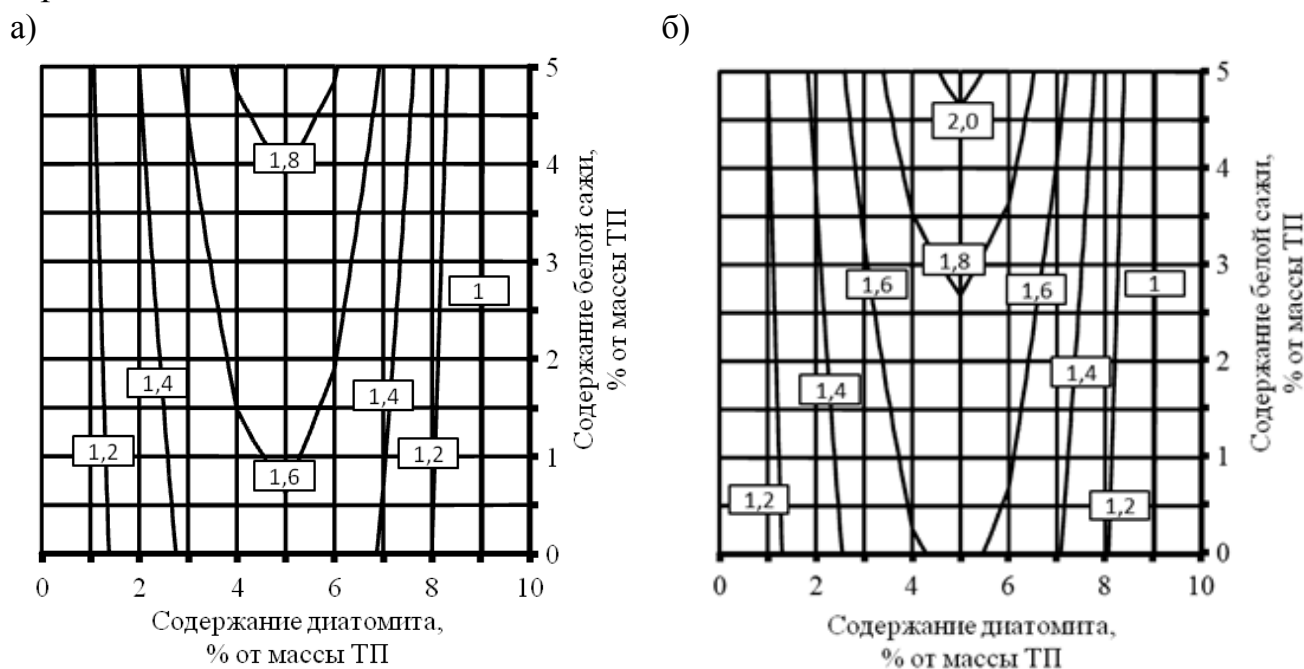 а)
5
4
3
2
1
0
1,8
1
1,4
1,4
1,2
1,2
1,6
0 2 4 6 8 10
Содержание диатомита,
% от массы ТП
Содержание белой сажи,
% от массы ТП
б)
5
4
3
2
1
0
2,0
1,8
1,6
1,6
1
1,4
1,4
1,2
1,2
0 2 4 6 8 10
Содержание диатомита,
% от массы ТП
Содержание белой сажи,
% от массы ТП